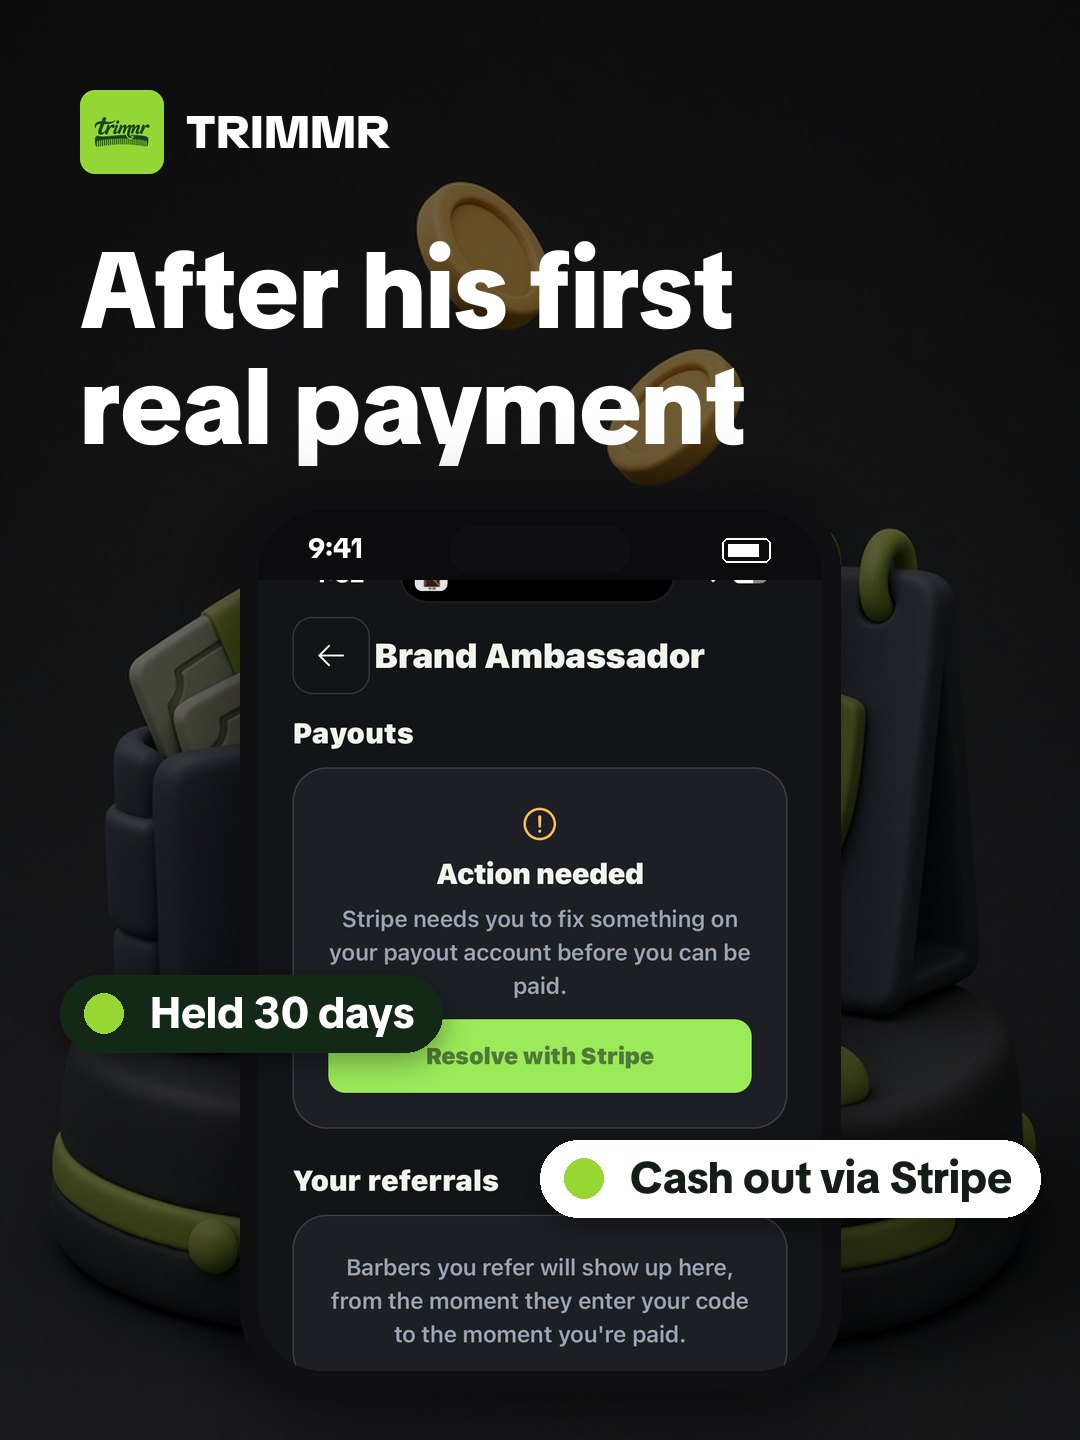 trimmr
TRIMMR
After his first
real payment
9:41
Brand Ambassador
Payouts
Action needed
Stripe needs you to fix something on
your payout account before you can be
paid.
Held 30 days
Resolve with Stripe
Cash out via Stripe
Your referrals
Barbers you refer will show up here,
from the moment they enter your code
to the moment you're paid.